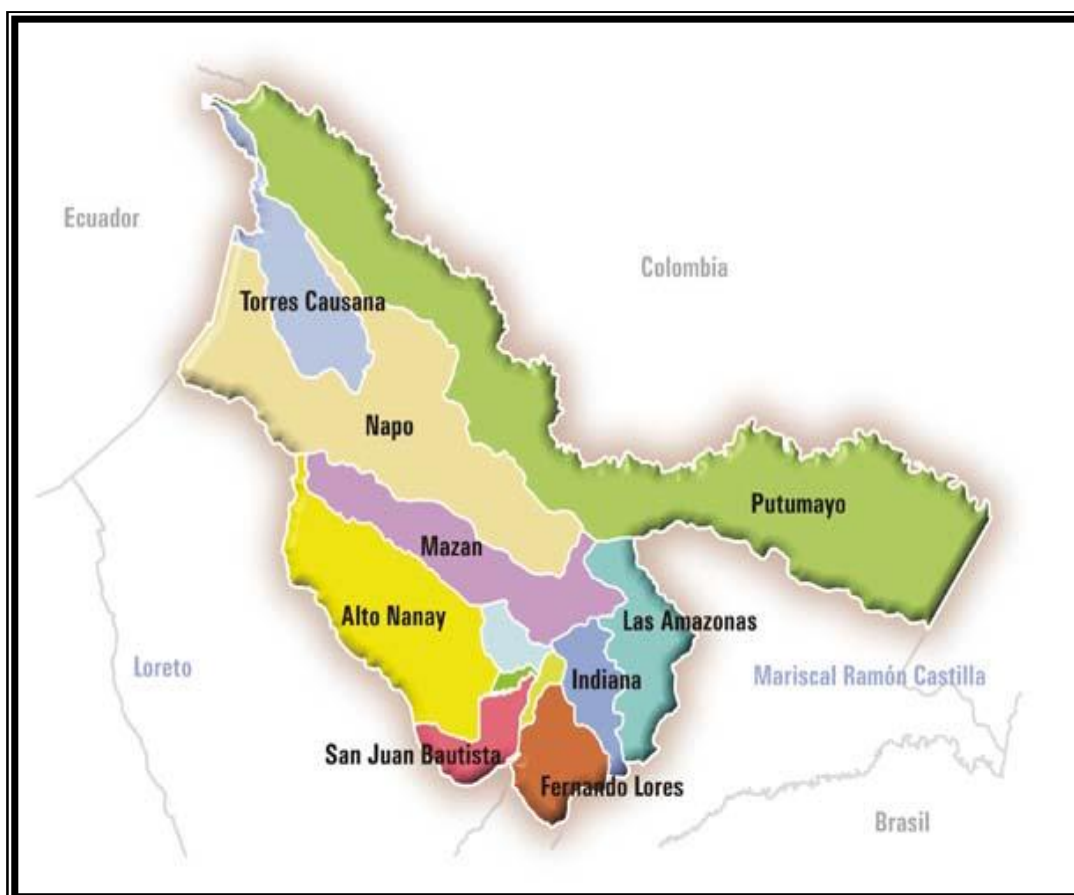 Ecuador
Colombia
Torres Causana
Napo
Putumayo
Mazan
Alto Nanay
Las Amazonas
Loreto
Indiana
Mariscal Ramón Castilla
San Juan Bautista
Fernando Lores
Brasil